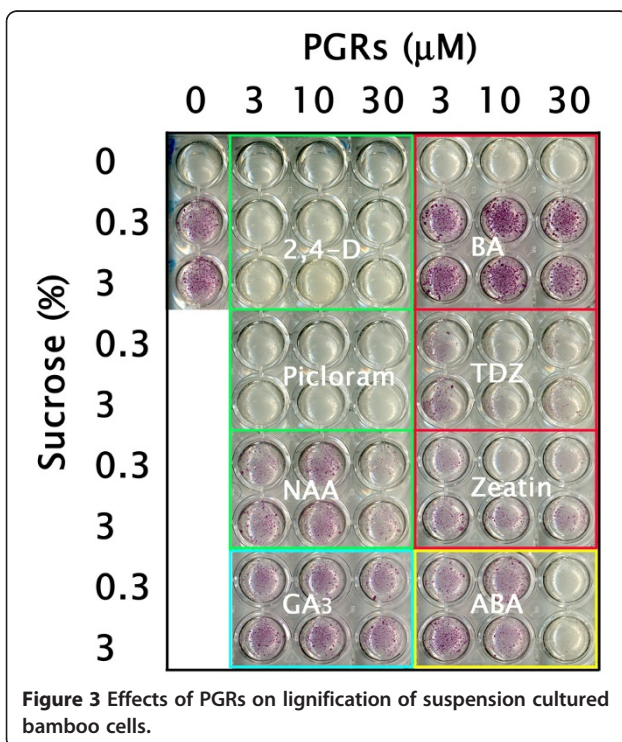 PGRs (μM)
0 3 10 30 3 10 30
Sucrose (%)
0
0.3
2,4-D BA
3
0.3
Picloram TDZ
3
0.3
NAA Zeatin
3
0.3
GA3 ABA
3
Figure 3 Effects of PGRs on lignification of suspension cultured
bamboo cells.